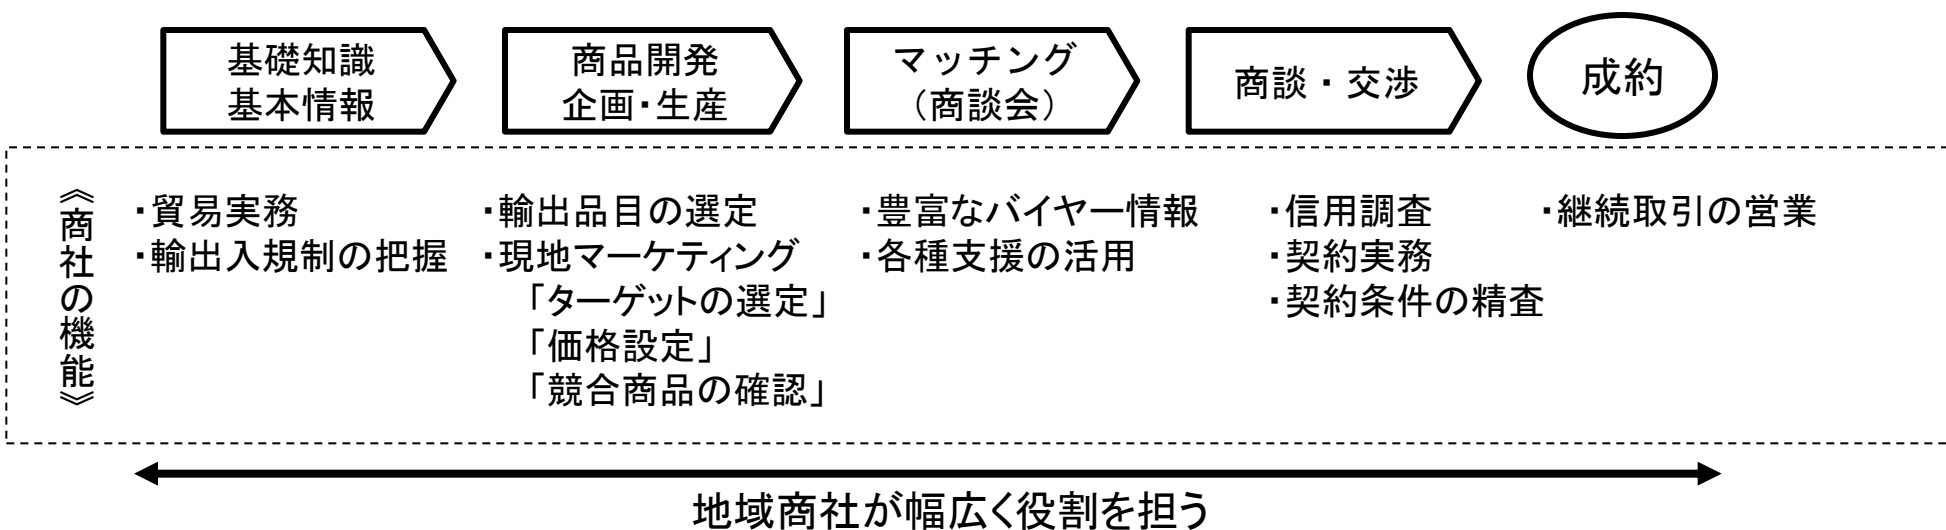 基礎知識
基本情報
商品開発
企画・生産
マッチング
（商談会）
商談・交渉
成約
《商社の機能》
・貿易実務
・輸出入規制の把握
・輸出品目の選定
・現地マーケティング
「ターゲットの選定」
「価格設定」
「競合商品の確認」
・豊富なバイヤー情報
・各種支援の活用
・信用調査
・契約実務
・契約条件の精査
・継続取引の営業
地域商社が幅広く役割を担う